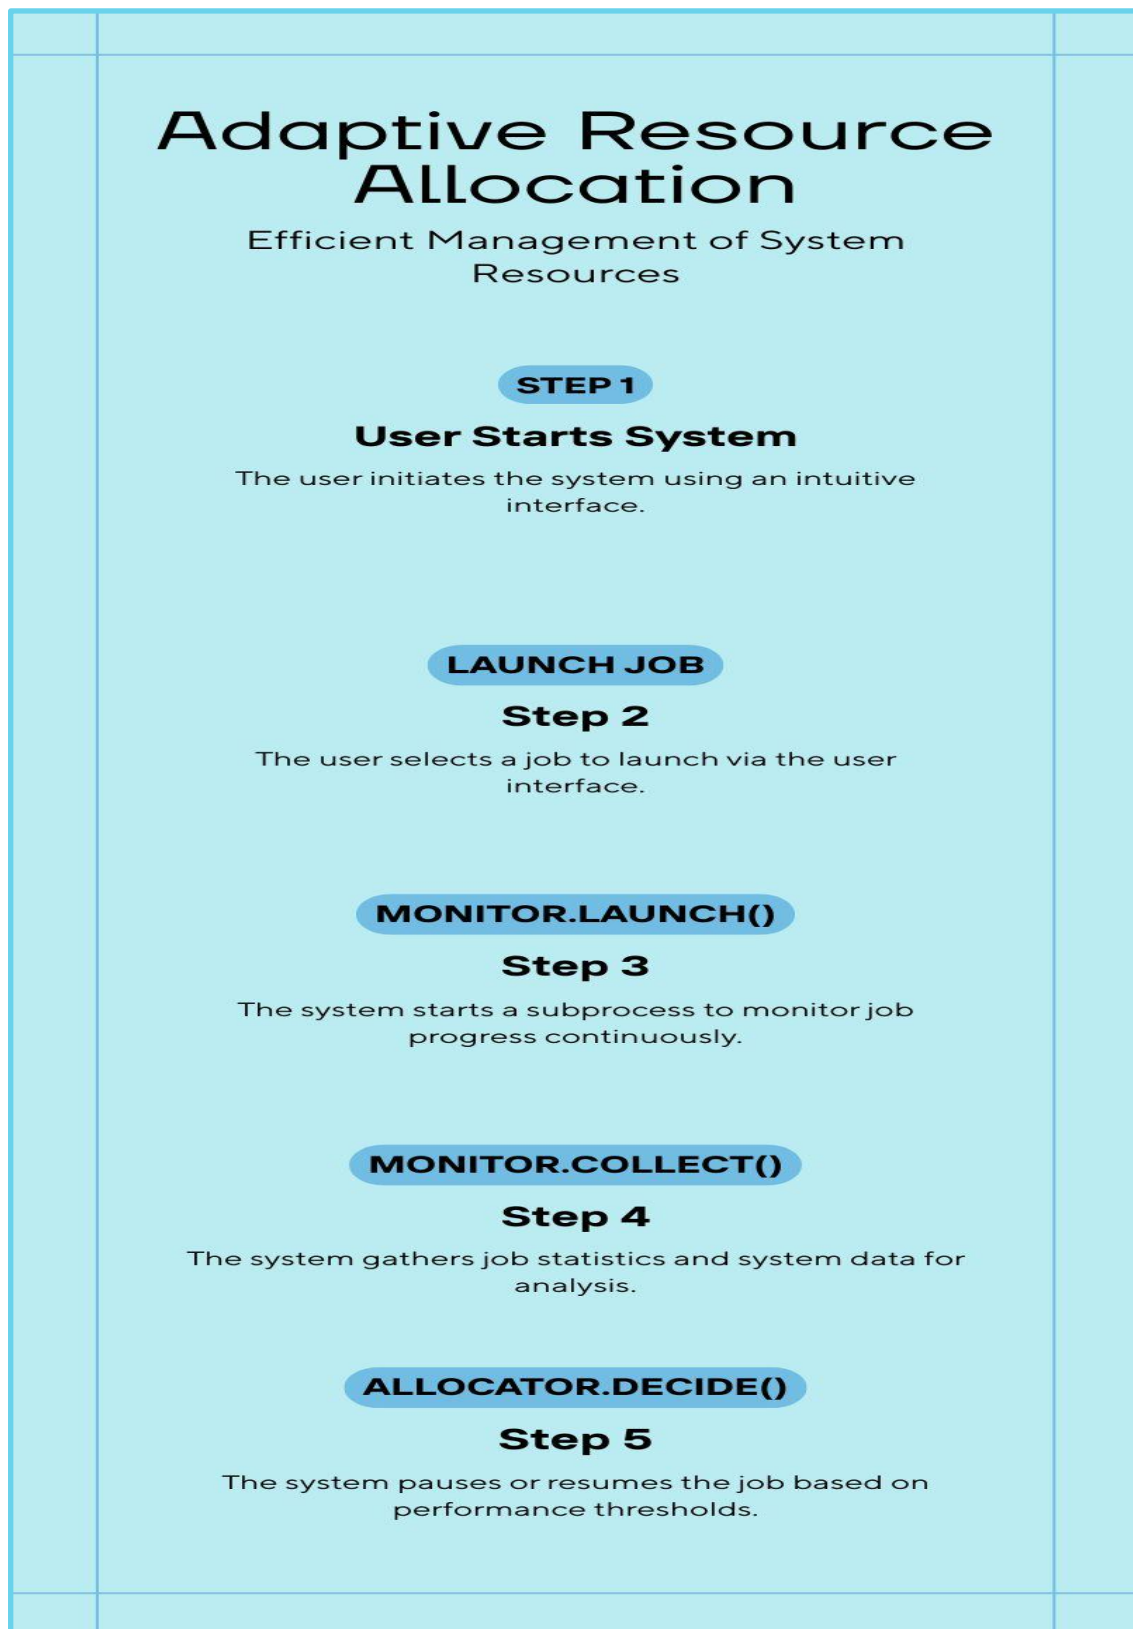 Adaptive Resource
Allocation
Efficient Management of System
Resources
STEP 1
User Starts System
The user initiates the system using an intuitive
interface.
LAUNCH JOB
Step 2
The user selects a job to launch via the user
interface.
MONITOR.LAUNCH()
Step 3
The system starts a subprocess to monitor job
progress continuously.
MONITOR.COLLECT()
Step 4
The system gathers job statistics and system data for
analysis.
ALLOCATOR.DECIDE()
Step 5
The system pauses or resumes the job based on
performance thresholds.